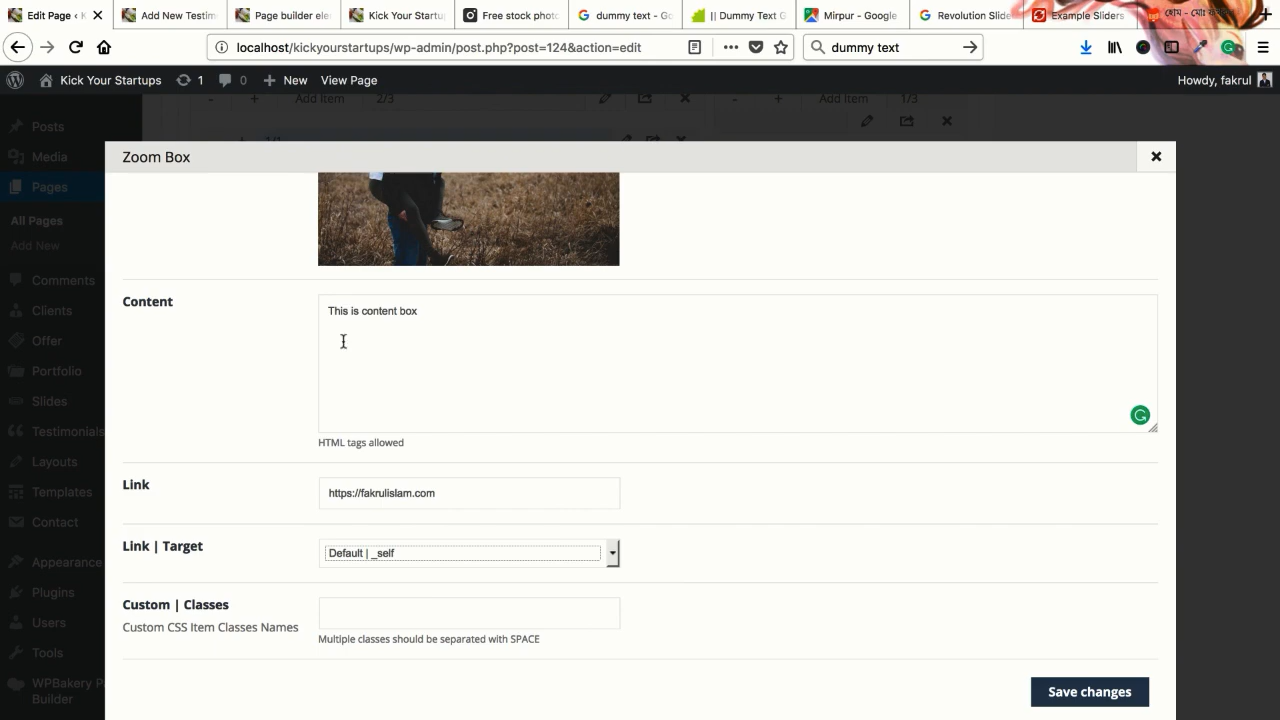 Edit Page ‹ K
Add New Testim
Page builder ele
Kick Your Startu
Free stock photo
dummy text - Go
|| Dummy Text G
Mirpur - Google
Revolution Slide
Example Sliders
হোম - মোঃ
localhost/kickyourstartups/wp-admin/post.php?post=124&action=edit
dummy text
Kick Your Startups
1
0
New
View Page
Howdy, fakrul
- + Add Item 2/3
- + Add Item 1/3
Posts
Media
Pages
All Pages
Add New
Comments
Clients
Offer
Portfolio
Slides
Testimonials
Layouts
Templates
Contact
Appearance
Plugins
Users
Tools
WPBakery P
Builder
Zoom Box
Content
This is content box
HTML tags allowed
Link
https://fakrulislam.com
Link | Target
Default | _self
Custom | Classes
Custom CSS Item Classes Names
Multiple classes should be separated with SPACE
Save changes